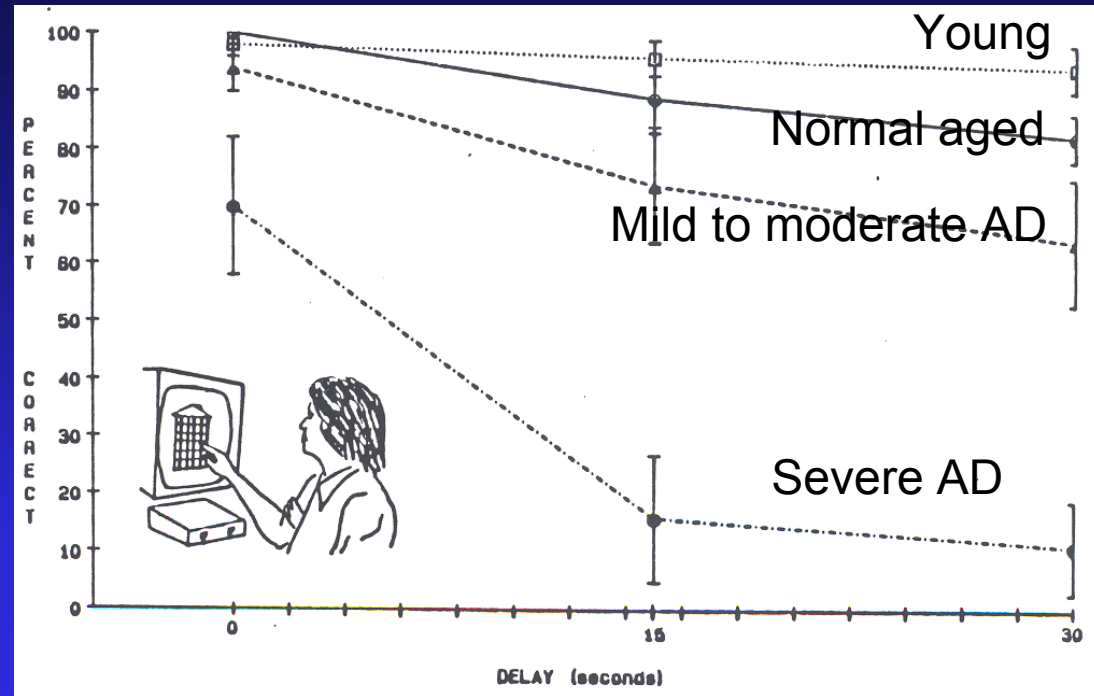 Young
Normal aged
Mild to moderate AD
Severe AD
PERCENT CORRECT
100
90
80
70
60
50
40
30
20
10
0
0
15
30
DELAY (seconds)